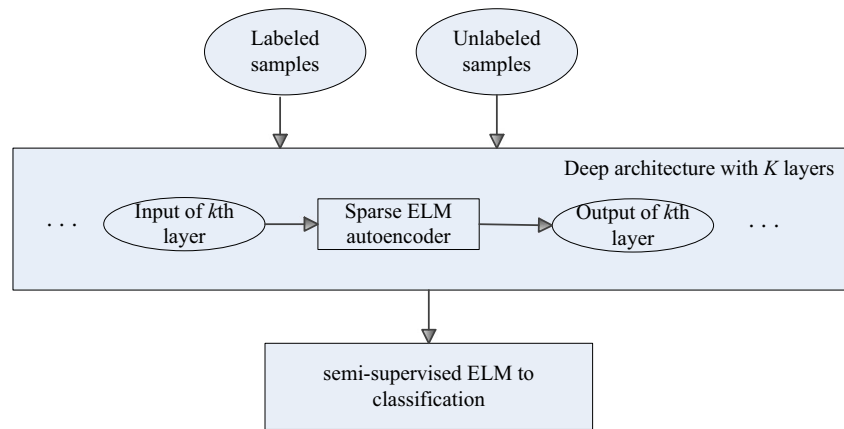 Labeled
samples
Unlabeled
samples
Deep architecture with K layers
. . .
Input of kth
layer
Sparse ELM
autoencoder
Output of kth
layer
. . .
semi-supervised ELM to
classification